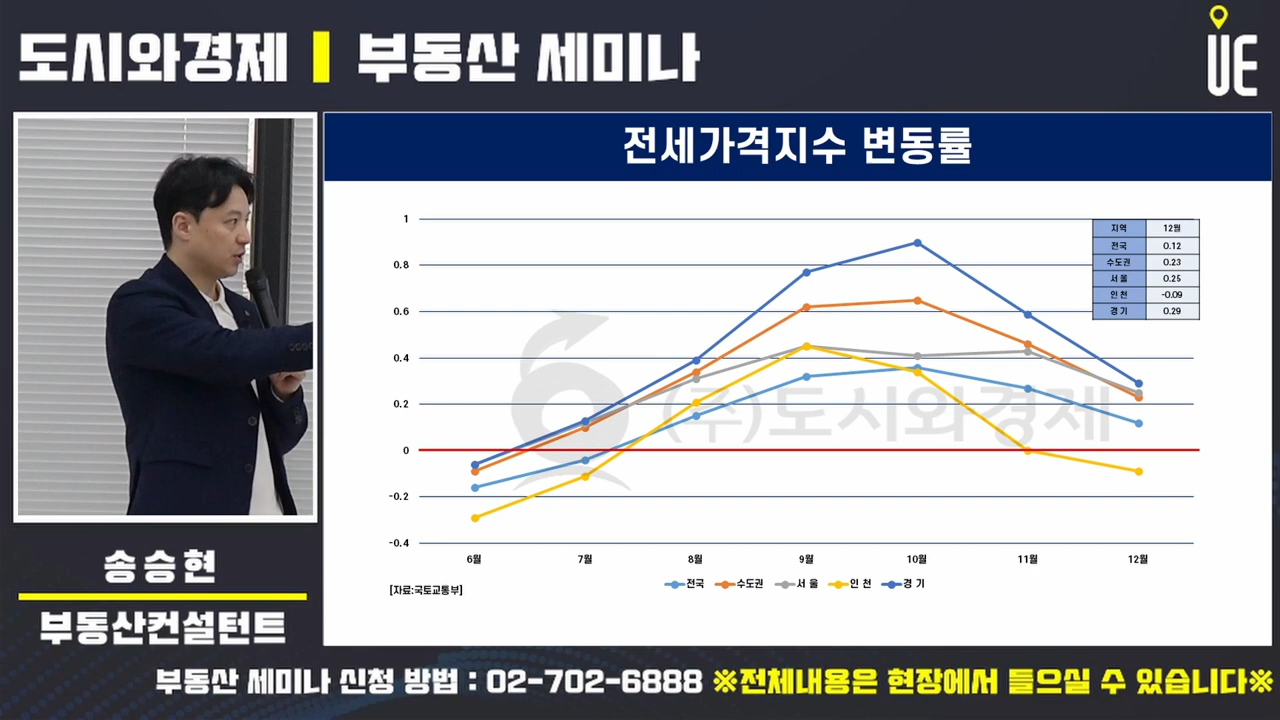 도시와경제 | 부동산 세미나
UE
전세가격지수 변동률
1
0.8
0.6
0.4
0.2
0
-0.2
-0.4
6월 7월 8월 9월 10월 11월 12월
지역 12월
전국 0.12
수도권 0.23
서 울 0.25
인 천 -0.09
경 기 0.29
(주)도시와경제
전국 수도권 서 울 인 천 경 기
[자료:국토교통부]
송승현
부동산컨설턴트
부동산 세미나 신청 방법 : 02-702-6888 ※전체내용은 현장에서 들으실 수 있습니다※